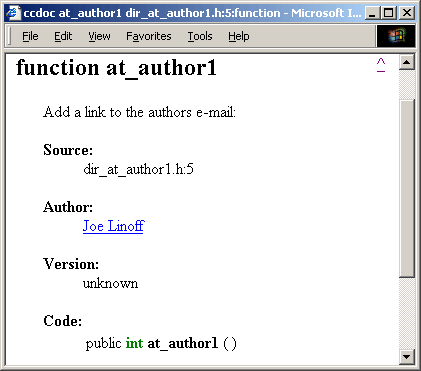 ccdoc at_author1 dir_at_author1.h:5:function - Microsoft I...
File Edit View Favorites Tools Help
function at_author1 ^
Add a link to the authors e-mail:
Source:
dir_at_author1.h:5
Author:
Joe Linoff
Version:
unknown
Code:
public int at_author1 ( )